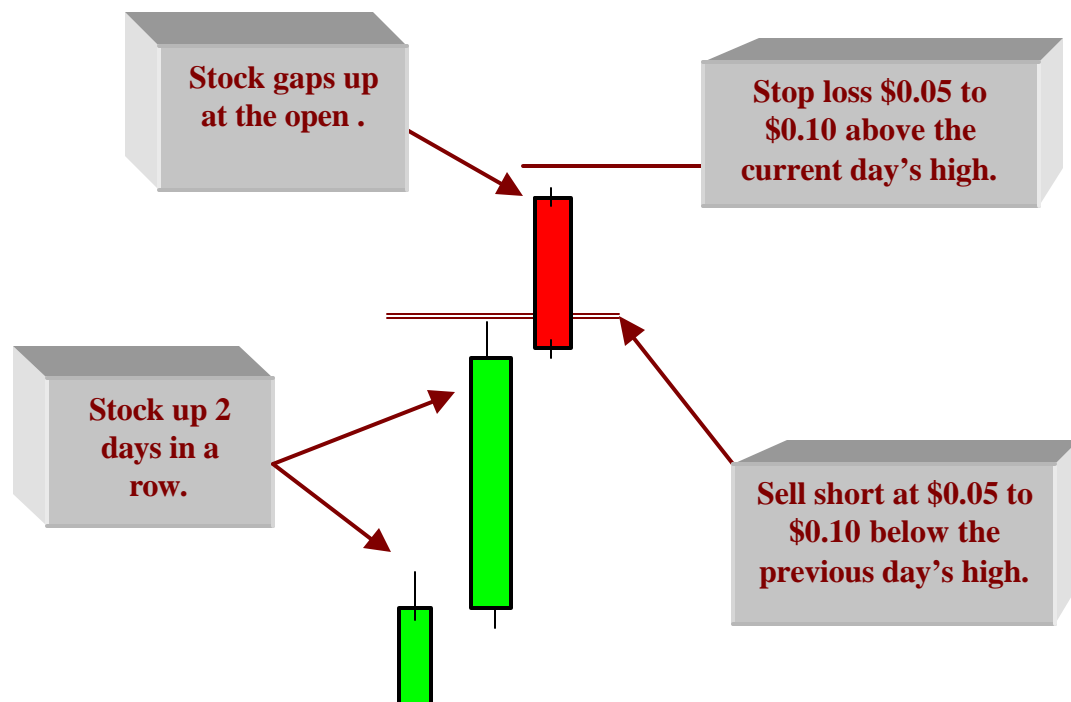 Stock gaps up
at the open .
Stop loss $0.05 to
$0.10 above the
current day’s high.
Stock up 2
days in a
row.
Sell short at $0.05 to
$0.10 below the
previous day’s high.